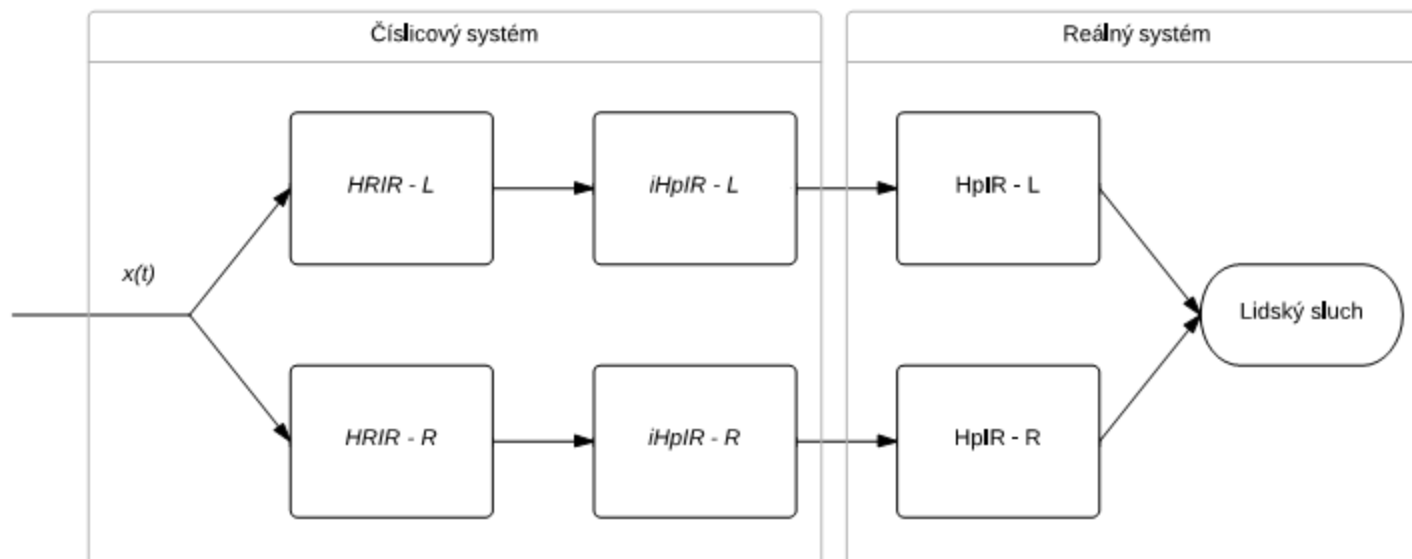 Číslicový systém
Reálný systém
x(t)
HRIR - L
iHpIR - L
HpIR - L
Lidský sluch
HRIR - R
iHpIR - R
HpIR - R